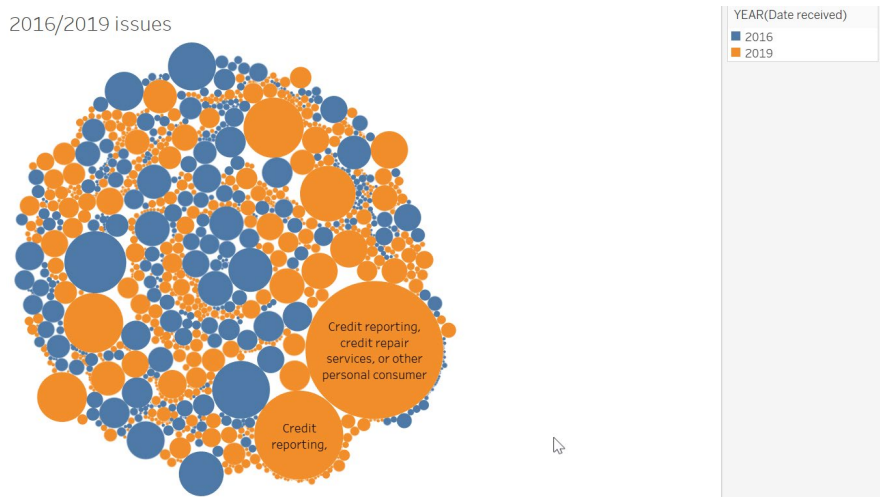 2016/2019 issues
YEAR(Date received)
2016
2019
Credit reporting,
credit repair
services, or other
personal consumer
Credit
reporting,